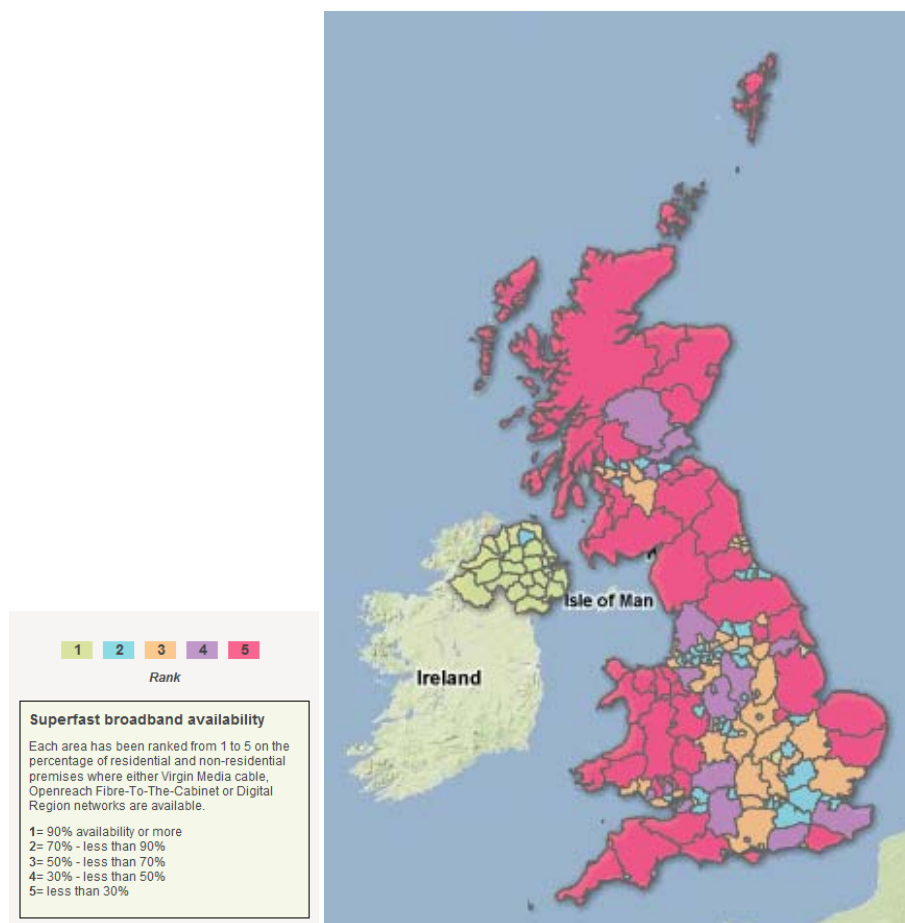 Isle of Man
Ireland
1 2 3 4 5
Rank
Superfast broadband availability
Each area has been ranked from 1 to 5 on the
percentage of residential and non-residential
premises where either Virgin Media cable,
Openreach Fibre-To-The-Cabinet or Digital
Region networks are available.
1= 90% availability or more
2= 70% - less than 90%
3= 50% - less than 70%
4= 30% - less than 50%
5= less than 30%